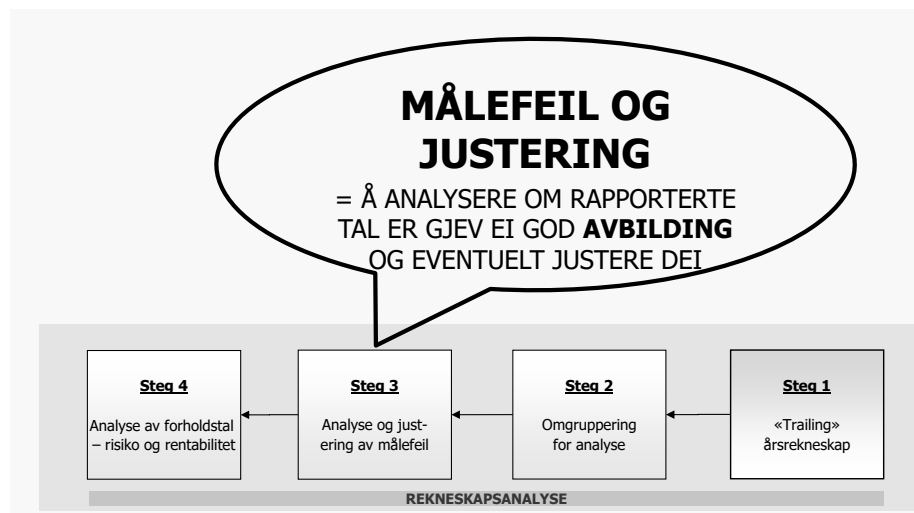 MÅLEFEIL OG
JUSTERING
= Å ANALYSERE OM RAPPORTERTE
TAL ER GJEV EI GOD AVBILDING
OG EVENTUELT JUSTERE DEI
Steg 4
Analyse av forholdstal
– risiko og rentabilitet
Steg 3
Analyse og just-
ering av målefeil
Steg 2
Omgruppering
for analyse
Steg 1
«Trailing»
årsrekneskap
REKNESKAPSANALYSE